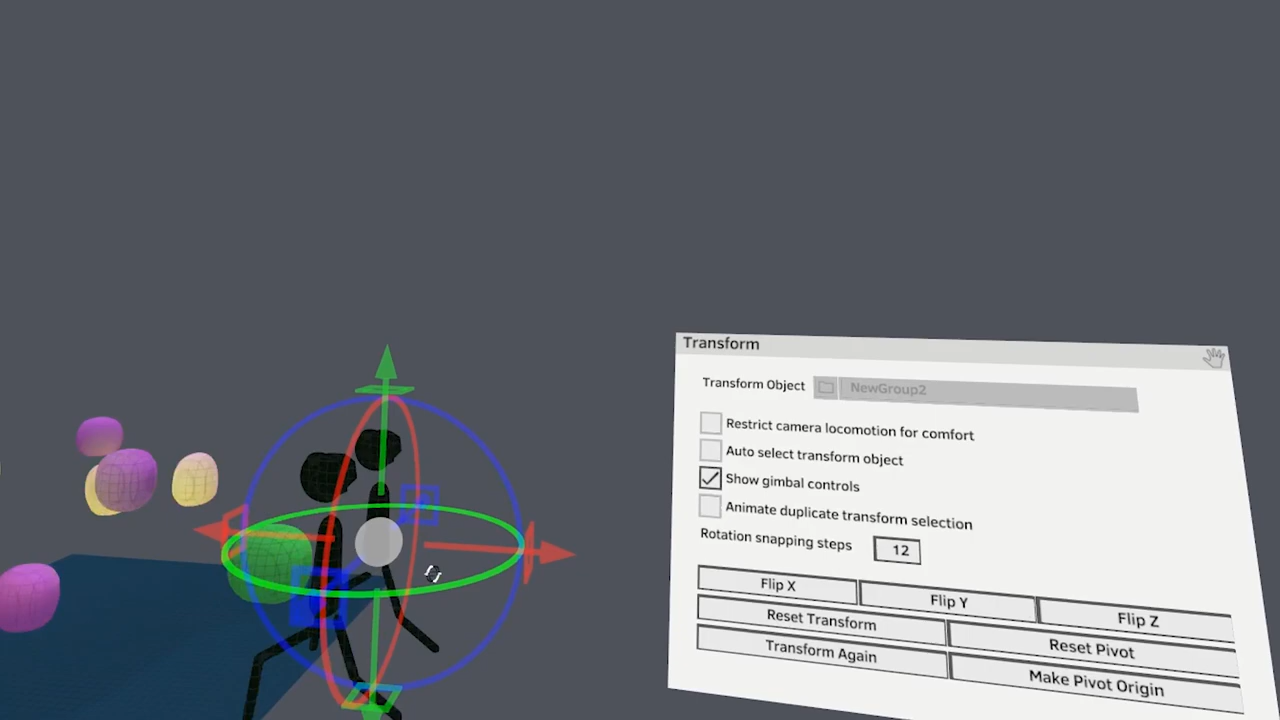 Transform
Transform Object NewGroup2
Restrict camera locomotion for comfort
Auto select transform object
Show gimbal controls
Animate duplicate transform selection
Rotation snapping steps 12
Flip X Flip Y Flip Z
Reset Transform Reset Pivot
Transform Again Make Pivot Origin